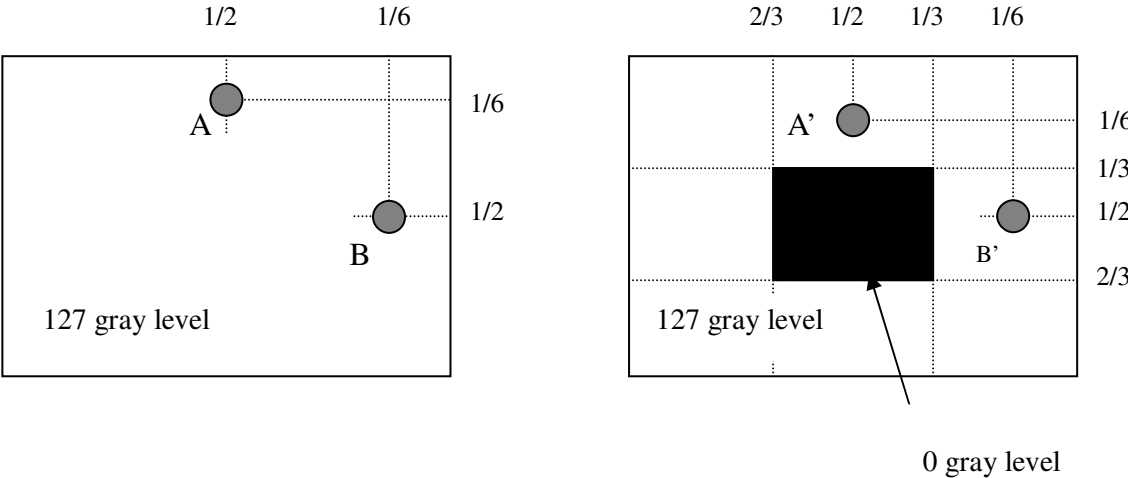 1/2 1/6
2/3 1/2 1/3 1/6
1/6
A
1/2
B
127 gray level
1/6
A’
1/3
1/2
B’
2/3
127 gray level
0 gray level